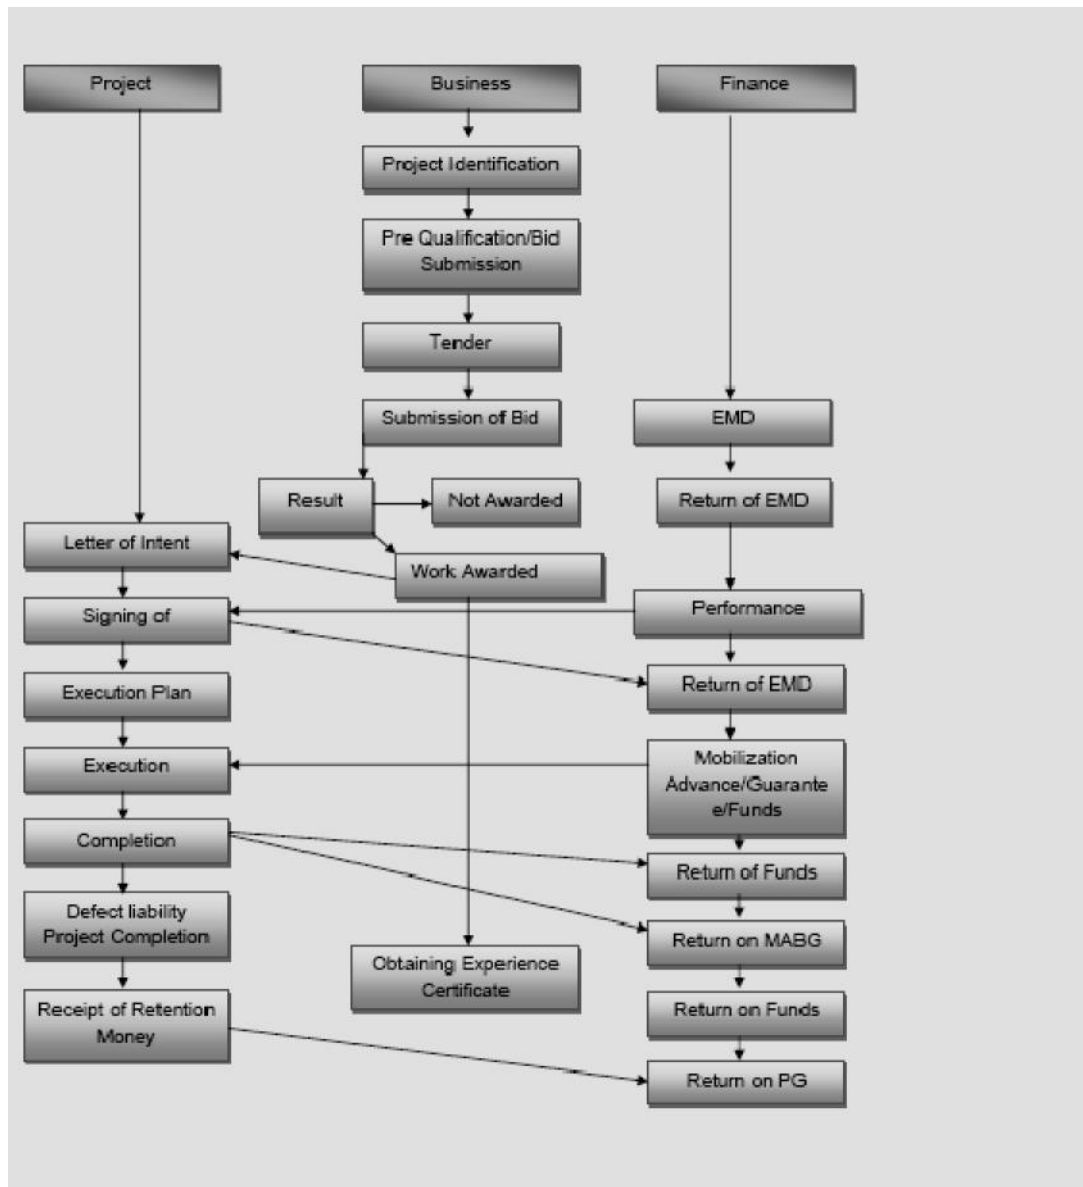 Project
Business
Finance
Project Identification
Pre Qualification/Bid
Submission
Tender
Submission of Bid
EMD
Result
Not Awarded
Return of EMD
Letter of Intent
Work Awarded
Signing of
Performance
Execution Plan
Return of EMD
Execution
Mobilization
Advance/Guarante
e/Funds
Completion
Return of Funds
Defect liability
Project Completion
Return on MABG
Obtaining Experience
Certificate
Receipt of Retention
Money
Return on Funds
Return on PG